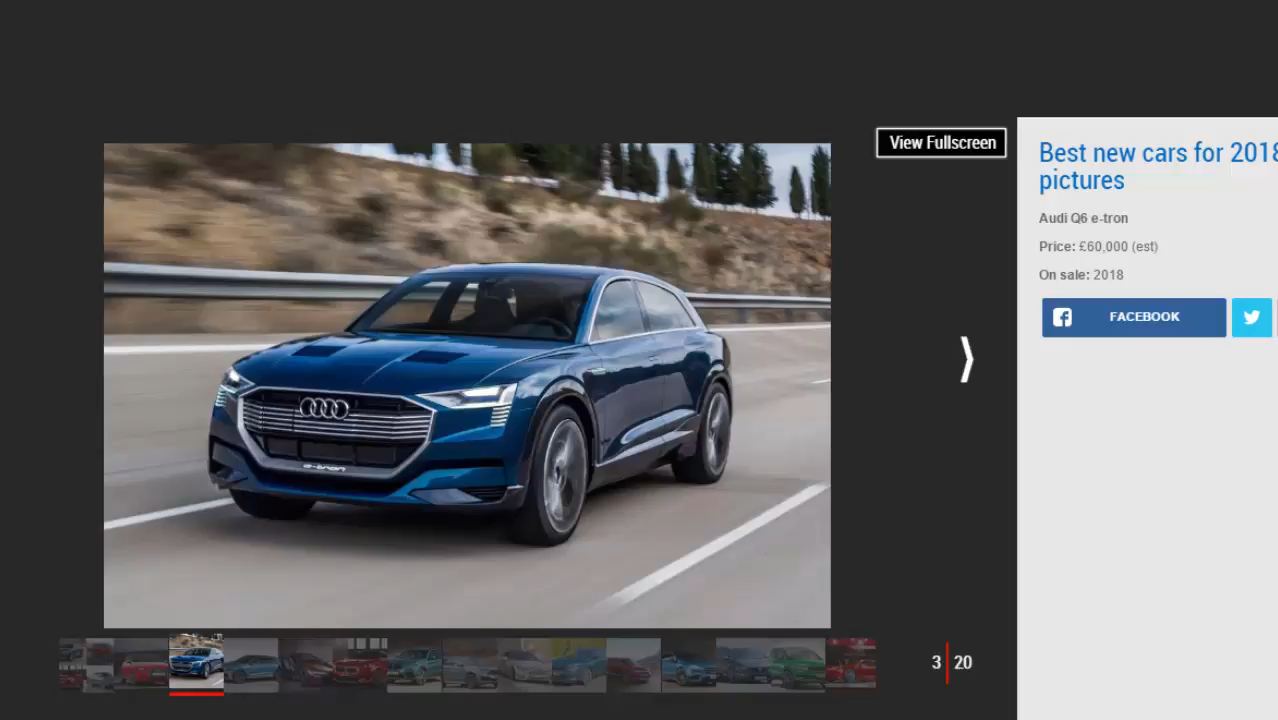 View Fullscreen
Best new cars for 2018
pictures
Audi Q6 e-tron
Price: £60,000 (est)
On sale: 2018
FACEBOOK
e-tron
3 20